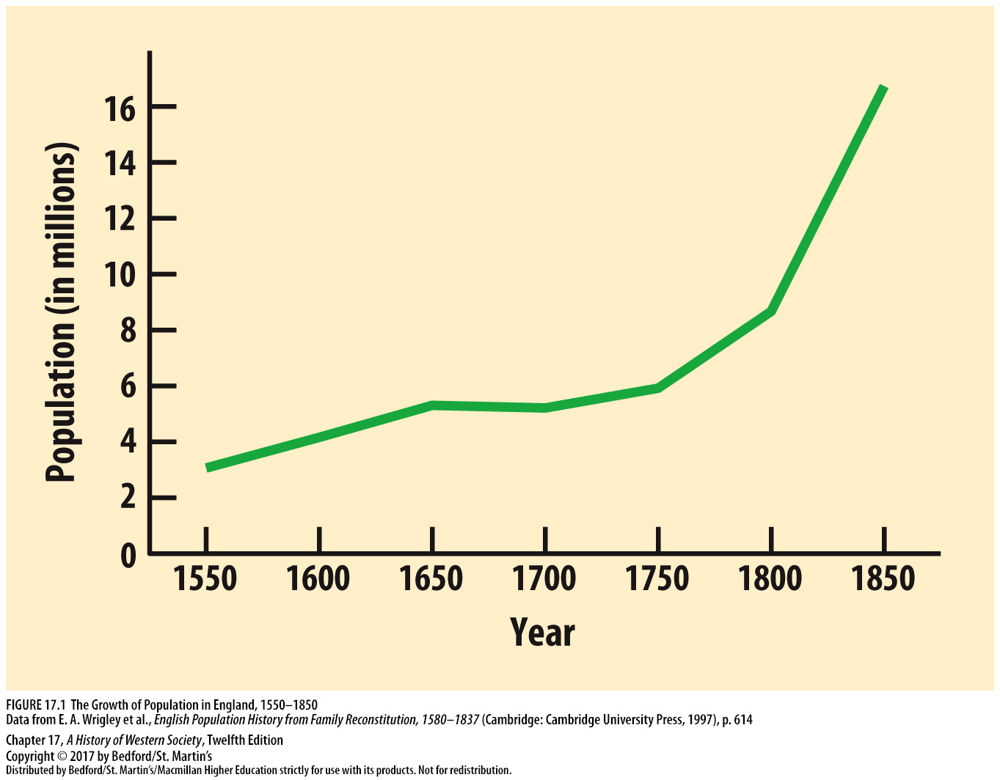 Population (in millions)
16
14
12
10
8
6
4
2
0
1550 1600 1650 1700 1750 1800 1850
Year
FIGURE 17.1 The Growth of Population in England, 1550–1850
Data from E. A. Wrigley et al., English Population History from Family Reconstitution, 1580–1837 (Cambridge: Cambridge University Press, 1997), p. 614
Chapter 17, A History of Western Society, Twelfth Edition
Copyright © 2017 by Bedford/St. Martin’s
Distributed by Bedford/St. Martin’s/Macmillan Higher Education strictly for use with its products. Not for redistribution.